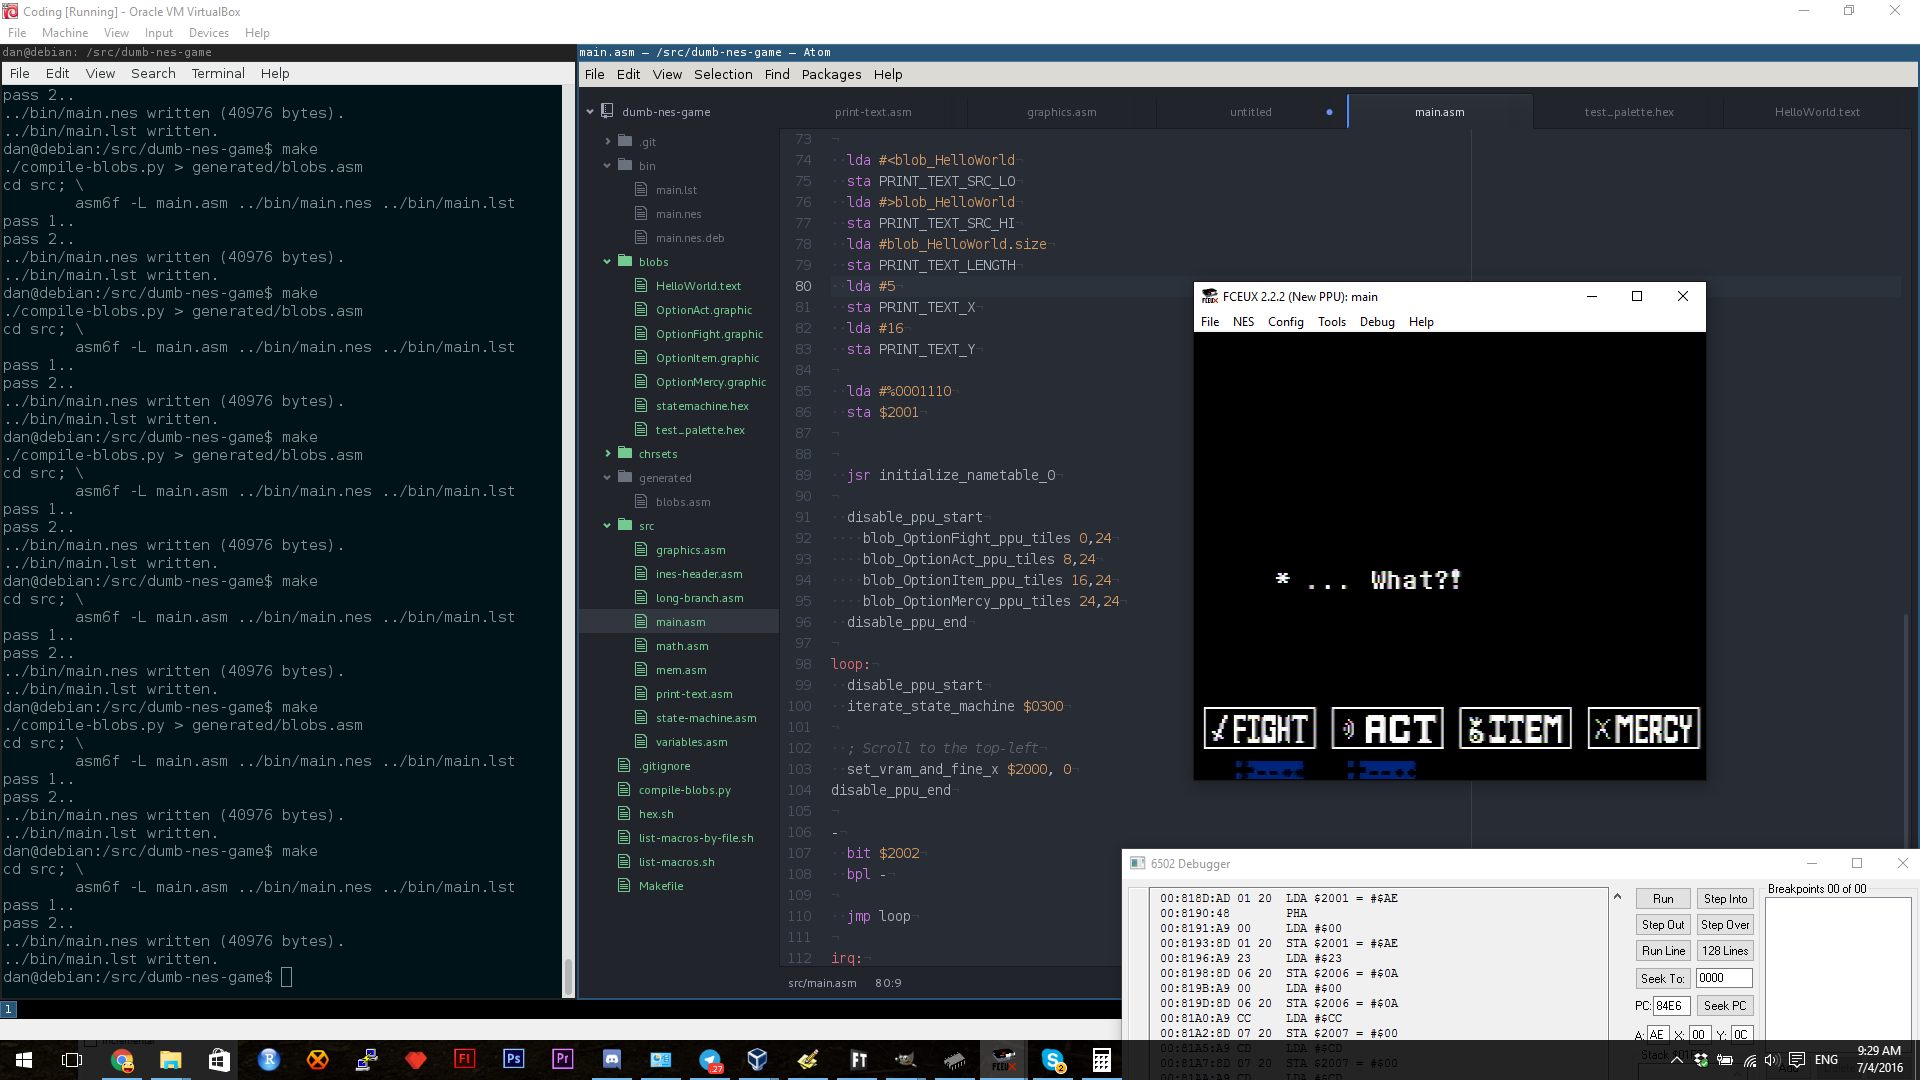 Coding [Running] - Oracle VM VirtualBox
File Machine View Input Devices Help
dan@debian: /src/dumb-nes-game
File Edit View Search Terminal Help
pass 2..
../bin/main.nes written (40976 bytes).
../bin/main.lst written.
dan@debian:/src/dumb-nes-game$ make
./compile-blobs.py > generated/blobs.asm
cd src; \
asm6f -L main.asm ../bin/main.nes ../bin/main.lst
pass 1..
pass 2..
../bin/main.nes written (40976 bytes).
../bin/main.lst written.
dan@debian:/src/dumb-nes-game$ make
./compile-blobs.py > generated/blobs.asm
cd src; \
asm6f -L main.asm ../bin/main.nes ../bin/main.lst
pass 1..
pass 2..
../bin/main.nes written (40976 bytes).
../bin/main.lst written.
dan@debian:/src/dumb-nes-game$ make
./compile-blobs.py > generated/blobs.asm
cd src; \
asm6f -L main.asm ../bin/main.nes ../bin/main.lst
pass 1..
pass 2..
../bin/main.nes written (40976 bytes).
../bin/main.lst written.
dan@debian:/src/dumb-nes-game$ make
cd src; \
asm6f -L main.asm ../bin/main.nes ../bin/main.lst
pass 1..
pass 2..
../bin/main.nes written (40976 bytes).
../bin/main.lst written.
dan@debian:/src/dumb-nes-game$ make
./compile-blobs.py > generated/blobs.asm
cd src; \
asm6f -L main.asm ../bin/main.nes ../bin/main.lst
pass 1..
pass 2..
../bin/main.nes written (40976 bytes).
../bin/main.lst written.
dan@debian:/src/dumb-nes-game$ make
cd src; \
asm6f -L main.asm ../bin/main.nes ../bin/main.lst
pass 1..
pass 2..
../bin/main.nes written (40976 bytes).
../bin/main.lst written.
dan@debian:/src/dumb-nes-game$
1
main.asm — /src/dumb-nes-game — Atom
File Edit View Selection Find Packages Help
dumb-nes-game
.git
bin
main.lst
main.nes
main.nes.deb
blobs
HelloWorld.text
OptionAct.graphic
OptionFight.graphic
OptionItem.graphic
OptionMercy.graphic
statemachine.hex
test_palette.hex
chrsets
generated
blobs.asm
src
graphics.asm
ines-header.asm
long-branch.asm
main.asm
math.asm
mem.asm
print-text.asm
state-machine.asm
variables.asm
.gitignore
compile-blobs.py
hex.sh
list-macros-by-file.sh
list-macros.sh
Makefile
print-text.asm graphics.asm untitled main.asm test_palette.hex HelloWorld.text
73
74 lda #<blob_HelloWorld
75 sta PRINT_TEXT_SRC_LO
76 lda #>blob_HelloWorld
77 sta PRINT_TEXT_SRC_HI
78 lda #blob_HelloWorld.size
79 sta PRINT_TEXT_LENGTH
80 lda #5
81 sta PRINT_TEXT_X
82 lda #16
83 sta PRINT_TEXT_Y
84
85 lda #%0001110
86 sta $2001
87
88
89 jsr initialize_nametable_0
90
91 disable_ppu_start
92 blob_OptionFight_ppu_tiles 0,24
93 blob_OptionAct_ppu_tiles 8,24
94 blob_OptionItem_ppu_tiles 16,24
95 blob_OptionMercy_ppu_tiles 24,24
96 disable_ppu_end
97
98 loop:
99 disable_ppu_start
100 iterate_state_machine $0300
101
102 ; Scroll to the top-left
103 set_vram_and_fine_x $2000, 0
104 disable_ppu_end
105
106 -
107 bit $2002
108 bpl -
109
110 jmp loop
111
112 irq:
src/main.asm 80:9
FCEUX 2.2.2 (New PPU): main
File NES Config Tools Debug Help
* ... What?!
FIGHT ACT ITEM MERCY
6502 Debugger
00:818D:AD 01 20 LDA $2001 = #$AE
00:8190:48 PHA
00:8191:A9 00 LDA #$00
00:8193:8D 01 20 STA $2001 = #$AE
00:8196:A9 23 LDA #$23
00:8198:8D 06 20 STA $2006 = #$0A
00:819B:A9 00 LDA #$00
00:819D:8D 06 20 STA $2006 = #$0A
00:81A0:A9 CC LDA #$CC
00:81A2:8D 07 20 STA $2007 = #$00
00:81A5:A9 CD LDA #$CD
00:81A7:8D 07 20 STA $2007 = #$00
Run Step Into
Step Out Step Over
Run Line 128 Lines
Seek To: 0000
PC: 84E6 Seek PC
A: AE X: 00 Y: 0C
Breakpoints 00 of 00
27
2
ENG
9:29 AM
7/4/2016